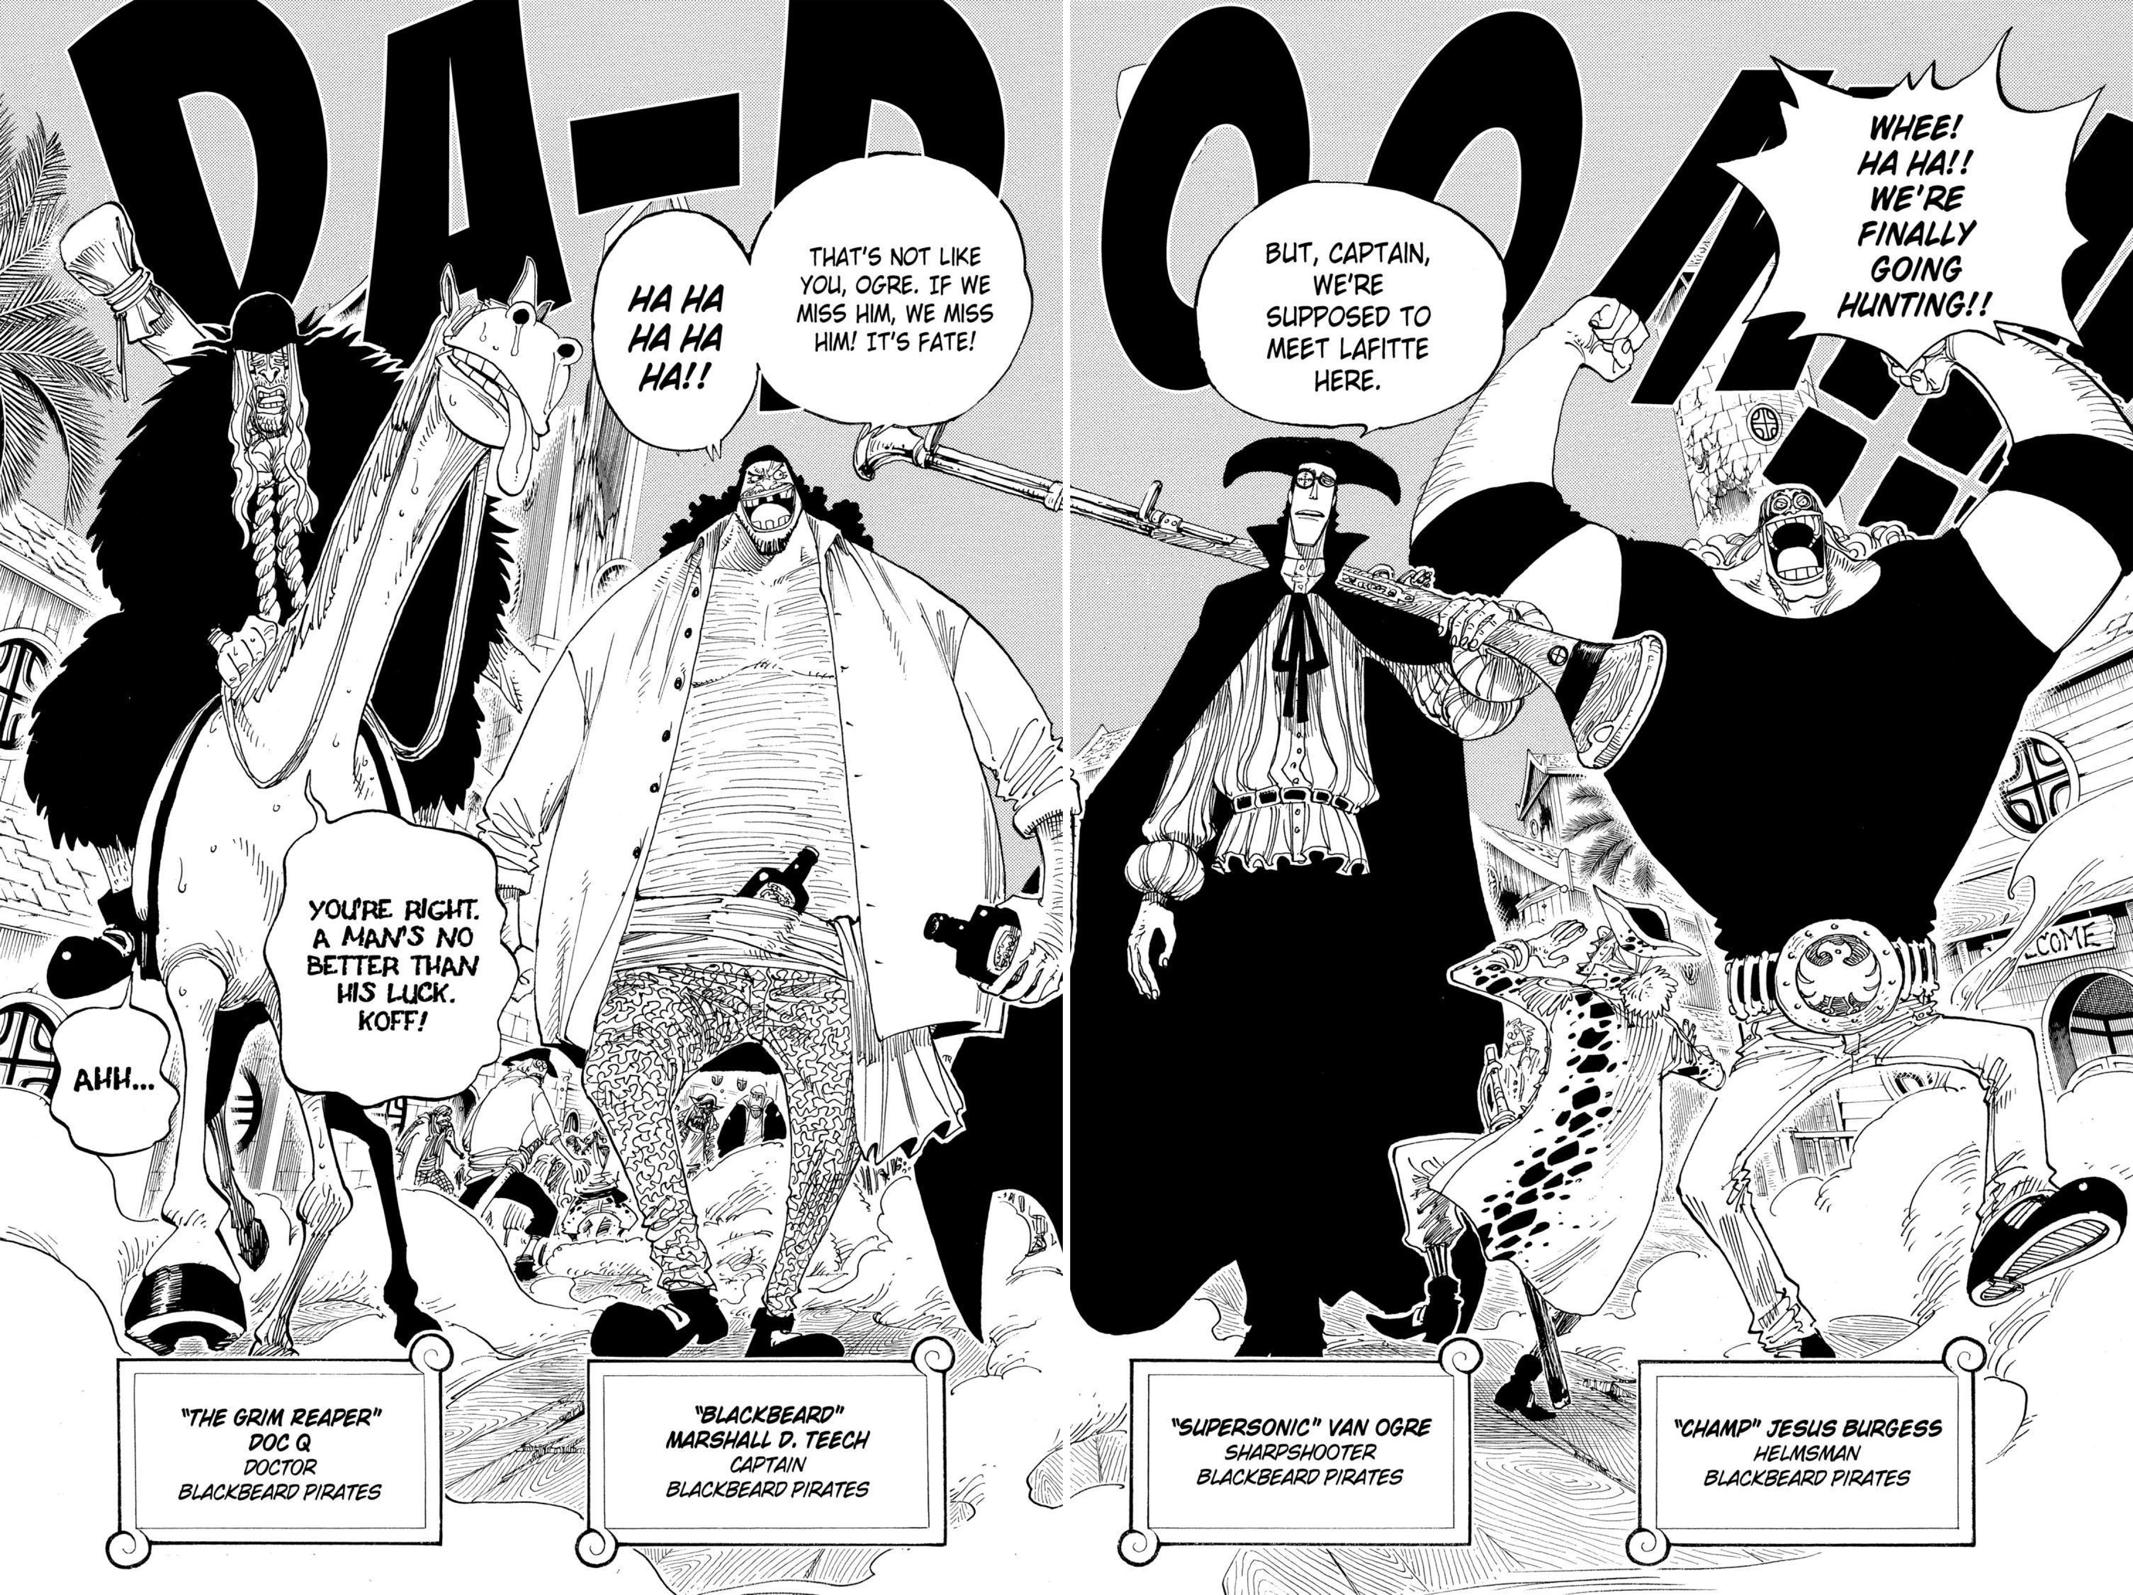 DA-DOOM
WHEE!
HA HA!!
WE'RE
FINALLY
GOING
HUNTING!!
BUT, CAPTAIN,
WE'RE
SUPPOSED TO
MEET LAFITTE
HERE.
THAT'S NOT LIKE
YOU, OGRE. IF WE
MISS HIM, WE MISS
HIM! IT'S FATE!
HA HA
HA HA
HA!!
YOU'RE RIGHT.
A MAN'S NO
BETTER THAN
HIS LUCK.
KOFF!
AHH...
LCOME
"THE GRIM REAPER"
DOC Q
DOCTOR
BLACKBEARD PIRATES
"BLACKBEARD"
MARSHALL D. TEECH
CAPTAIN
BLACKBEARD PIRATES
"SUPERSONIC" VAN OGRE
SHARPSHOOTER
BLACKBEARD PIRATES
"CHAMP" JESUS BURGESS
HELMSMAN
BLACKBEARD PIRATES